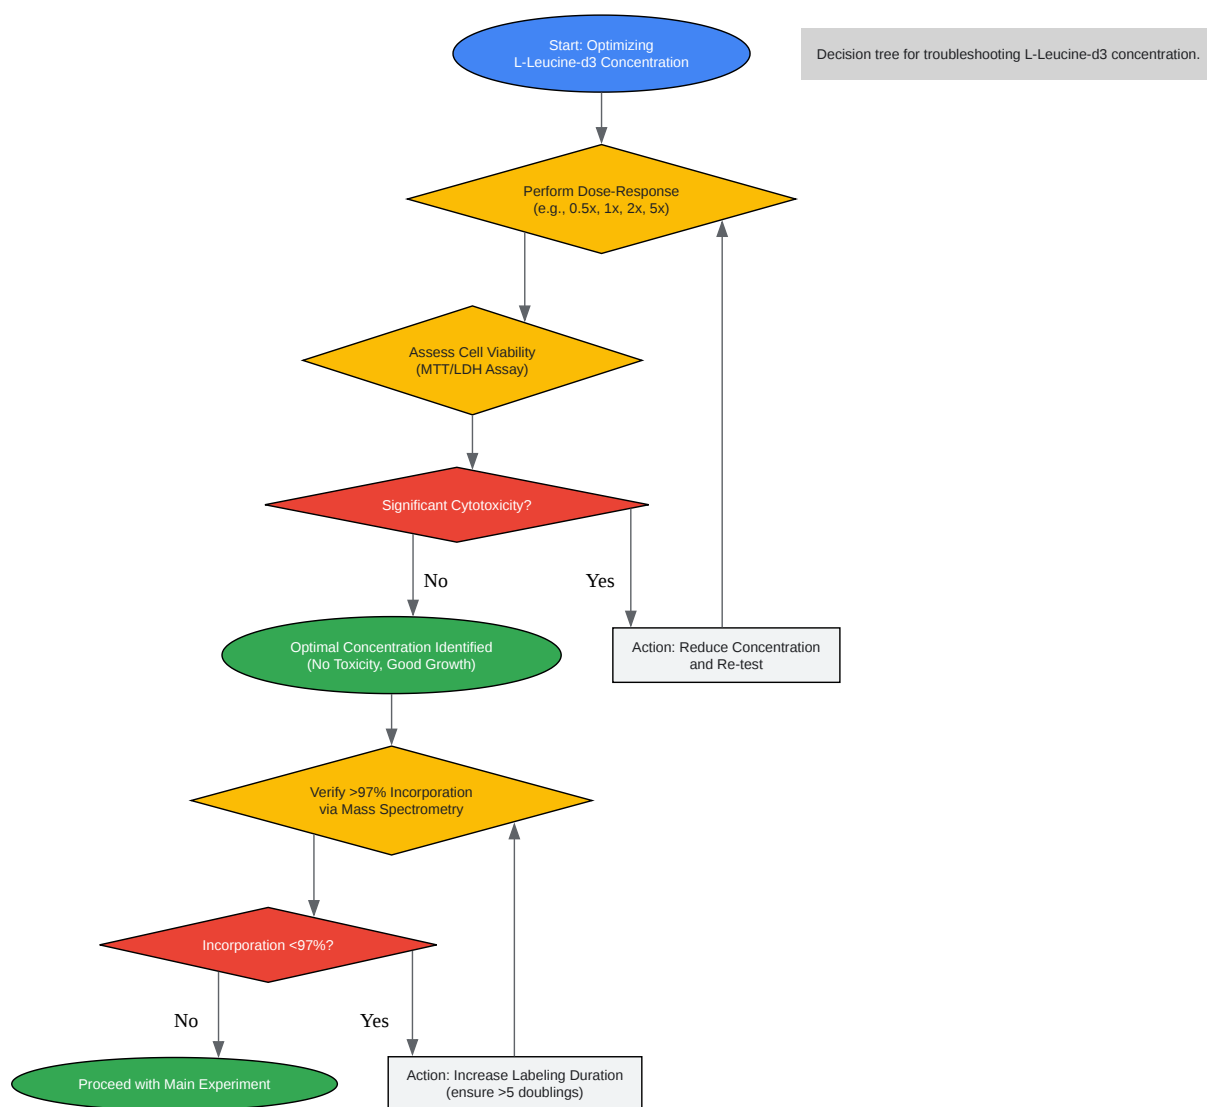 Start: Optimizing
L-Leucine-d3 Concentration
Decision tree for troubleshooting L-Leucine-d3 concentration.
Perform Dose-Response
(e.g., 0.5x, 1x, 2x, 5x)
Assess Cell Viability
(MTT/LDH Assay)
Significant Cytotoxicity?
No
Yes
Optimal Concentration Identified
(No Toxicity, Good Growth)
Action: Reduce Concentration
and Re-test
Verify >97% Incorporation
via Mass Spectrometry
Incorporation <97%?
No
Yes
Proceed with Main Experiment
Action: Increase Labeling Duration
(ensure >5 doublings)